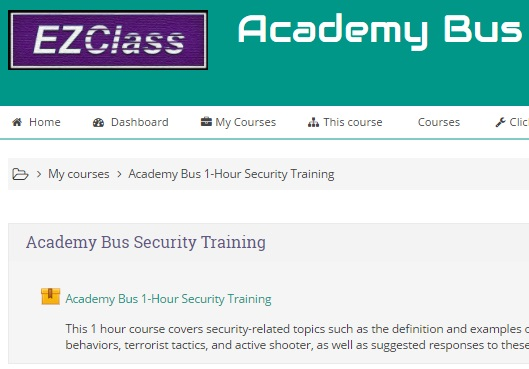 EZClass
Academy Bus
Home Dashboard My Courses This course Courses Clic
My courses Academy Bus 1-Hour Security Training
Academy Bus Security Training
Academy Bus 1-Hour Security Training
This 1 hour course covers security-related topics such as the definition and examples
behaviors, terrorist tactics, and active shooter, as well as suggested responses to these